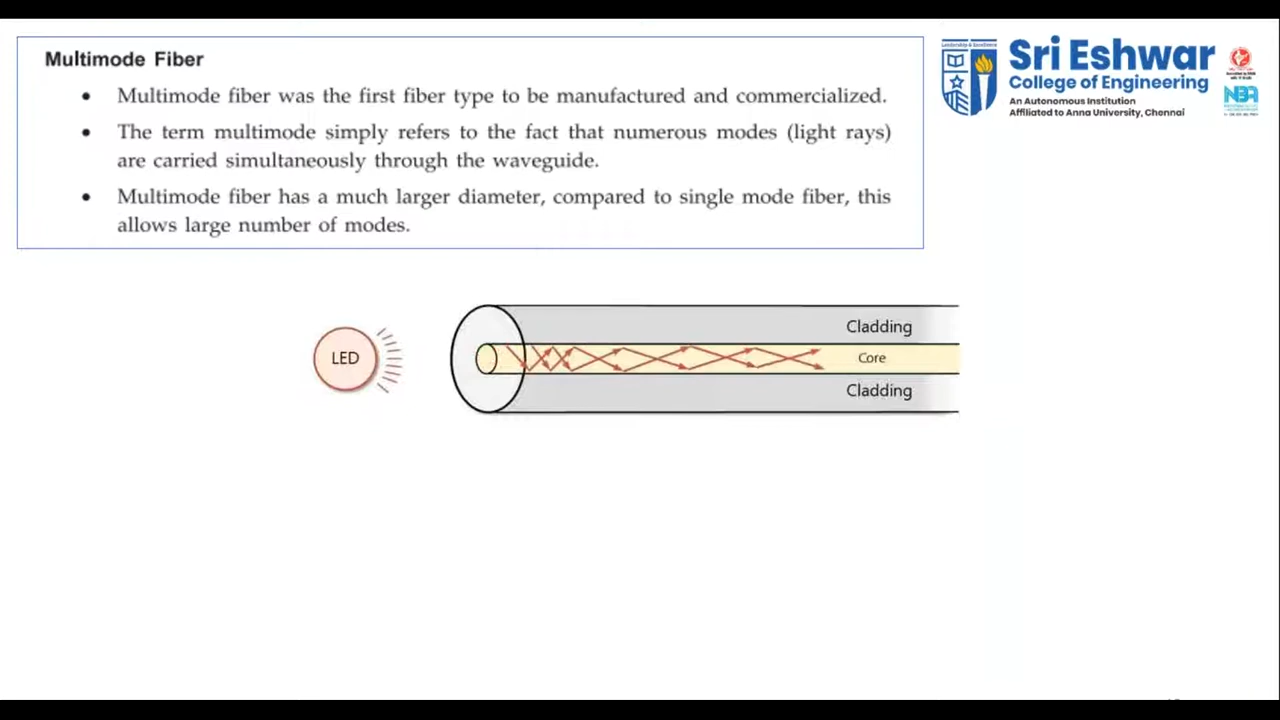 Multimode Fiber
• Multimode fiber was the first fiber type to be manufactured and commercialized.
• The term multimode simply refers to the fact that numerous modes (light rays)
are carried simultaneously through the waveguide.
• Multimode fiber has a much larger diameter, compared to single mode fiber, this
allows large number of modes.
Sri Eshwar
College of Engineering
An Autonomous Institution
Affiliated to Anna University, Chennai
NBA
LED
Cladding
Core
Cladding